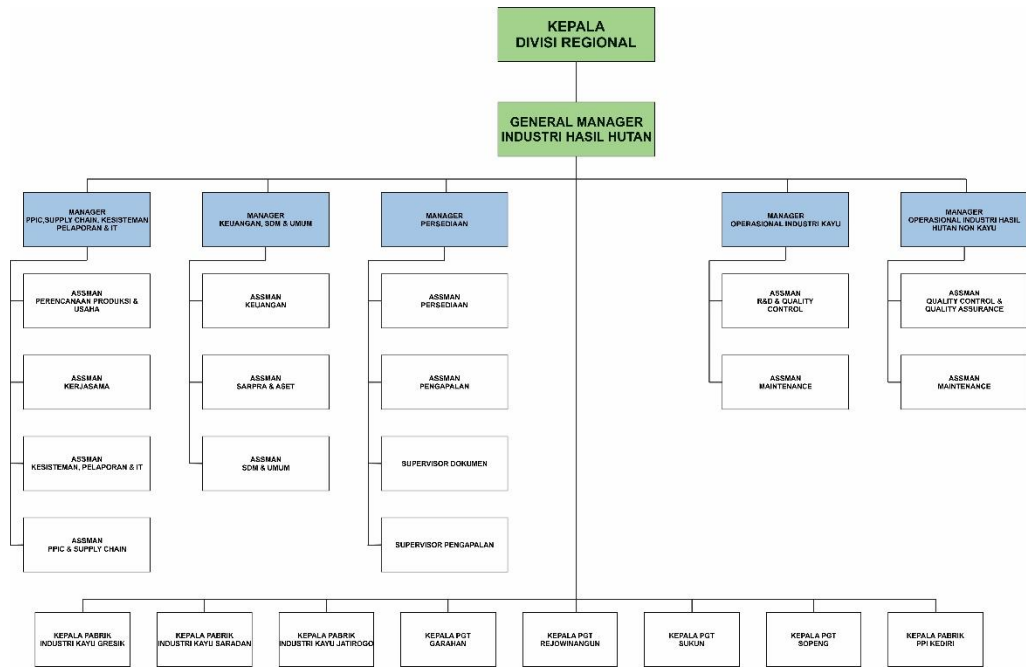 KEPALA
DIVISI REGIONAL
GENERAL MANAGER
INDUSTRI HASIL HUTAN
MANAGER
PPIC,SUPPLY CHAIN, KESISTEMAN
PELAPORAN & IT
MANAGER
KEUANGAN, SDM & UMUM
MANAGER
PERSEDIAAN
MANAGER
OPERASIONAL INDUSTRI KAYU
MANAGER
OPERASIONAL INDUSTRI HASIL
HUTAN NON KAYU
ASSMAN
PERENCANAAN PRODUKSI &
USAHA
ASSMAN
KEUANGAN
ASSMAN
PERSEDIAAN
ASSMAN
R&D & QUALITY
CONTROL
ASSMAN
QUALITY CONTROL &
QUALITY ASSURANCE
ASSMAN
KERJASAMA
ASSMAN
SARPRA & ASET
ASSMAN
PENGAPALAN
ASSMAN
MAINTENANCE
ASSMAN
MAINTENANCE
ASSMAN
KESISTEMAN, PELAPORAN & IT
ASSMAN
SDM & UMUM
SUPERVISOR DOKUMEN
ASSMAN
PPIC & SUPPLY CHAIN
SUPERVISOR PENGAPALAN
KEPALA PABRIK
INDUSTRI KAYU GRESIK
KEPALA PABRIK
INDUSTRI KAYU SARADAN
KEPALA PABRIK
INDUSTRI KAYU JATIROGO
KEPALA PGT
GARAHAN
KEPALA PGT
REJOWINANGUN
KEPALA PGT
SUKUN
KEPALA PGT
SOPENG
KEPALA PABRIK
PPI KEDIRI